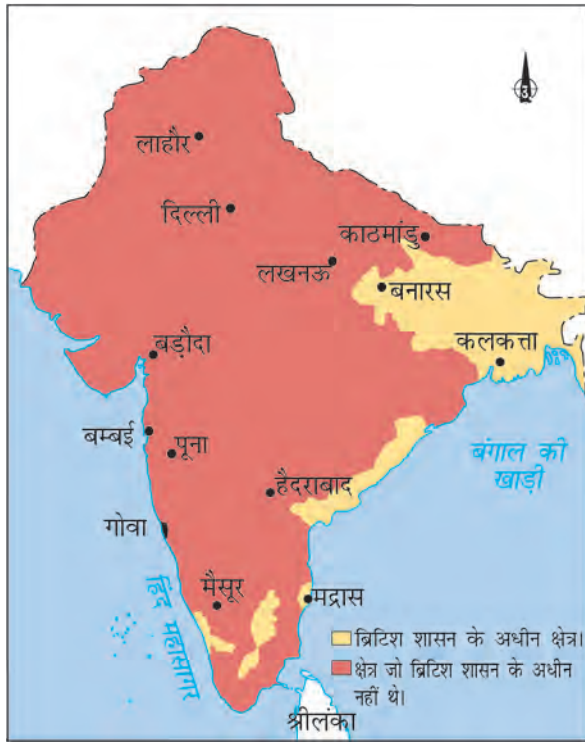 लाहौर
दिल्ली
काठमांडु
लखनऊ
बनारस
कलकत्ता
बड़ौदा
बम्बई
पूना
बंगाल की
खाड़ी
हैदराबाद
गोवा
मैसूर
मद्रास
हिंद महासागर
ब्रिटिश शासन के अधीन क्षेत्र।
क्षेत्र जो ब्रिटिश शासन के अधीन
नहीं थे।
श्रीलंका